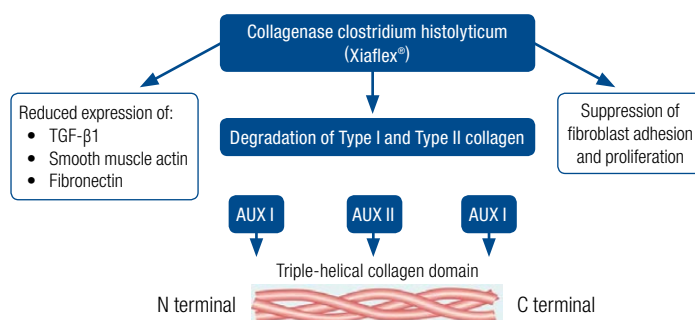 Collagenase clostridium histolyticum
(Xiaflex®)
Reduced expression of:
• TGF-β1
• Smooth muscle actin
• Fibronectin
Degradation of Type I and Type II collagen
Suppression of
fibroblast adhesion
and proliferation
AUX I
AUX II
AUX I
Triple-helical collagen domain
N terminal
C terminal